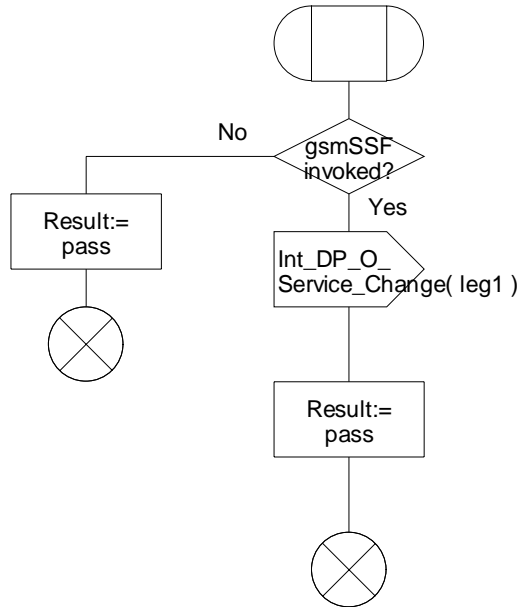 No
gsmSSF
invoked?
Yes
Result:=
pass
Int_DP_O_
Service_Change( leg1 )
Result:=
pass